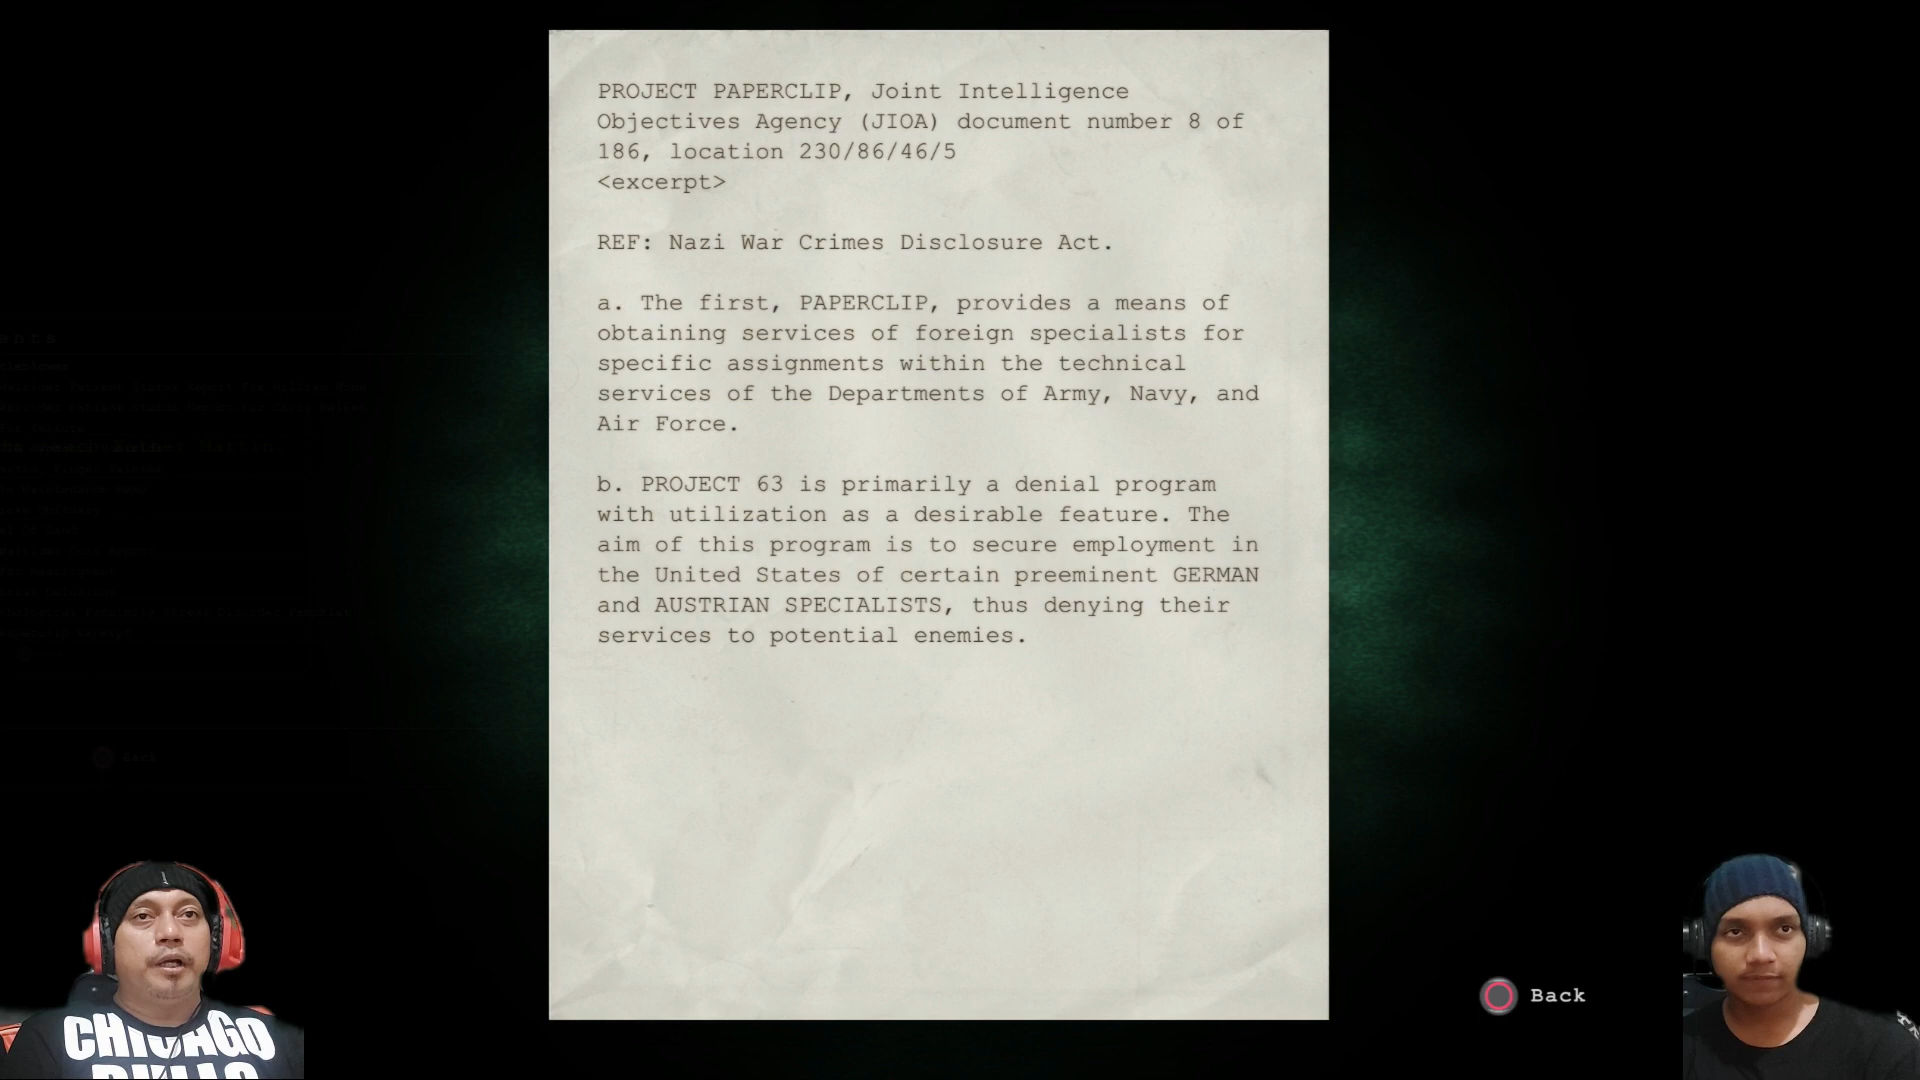 PROJECT PAPERCLIP, Joint Intelligence
Objectives Agency (JIOA) document number 8 of
186, location 230/86/46/5
<excerpt>
REF: Nazi War Crimes Disclosure Act.
a. The first, PAPERCLIP, provides a means of
obtaining services of foreign specialists for
specific assignments within the technical
services of the Departments of Army, Navy, and
Air Force.
b. PROJECT 63 is primarily a denial program
with utilization as a desirable feature. The
aim of this program is to secure employment in
the United States of certain preeminent GERMAN
and AUSTRIAN SPECIALISTS, thus denying their
services to potential enemies.
Back
Back
CHICAGO
BULLS